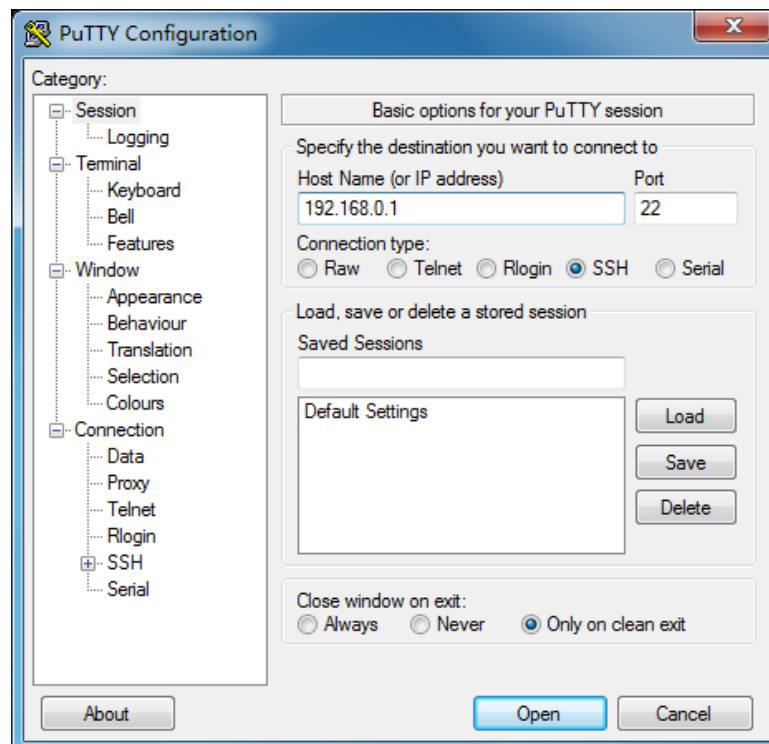 PuTTY Configuration
Category:
Session
Logging
Terminal
Keyboard
Bell
Features
Window
Appearance
Behaviour
Translation
Selection
Colours
Connection
Data
Proxy
Telnet
Rlogin
SSH
Serial
Basic options for your PuTTY session
Specify the destination you want to connect to
Host Name (or IP address) Port
192.168.0.1 22
Connection type:
Raw Telnet Rlogin SSH Serial
Load, save or delete a stored session
Saved Sessions
Default Settings
Load
Save
Delete
Close window on exit:
Always Never Only on clean exit
About Open Cancel